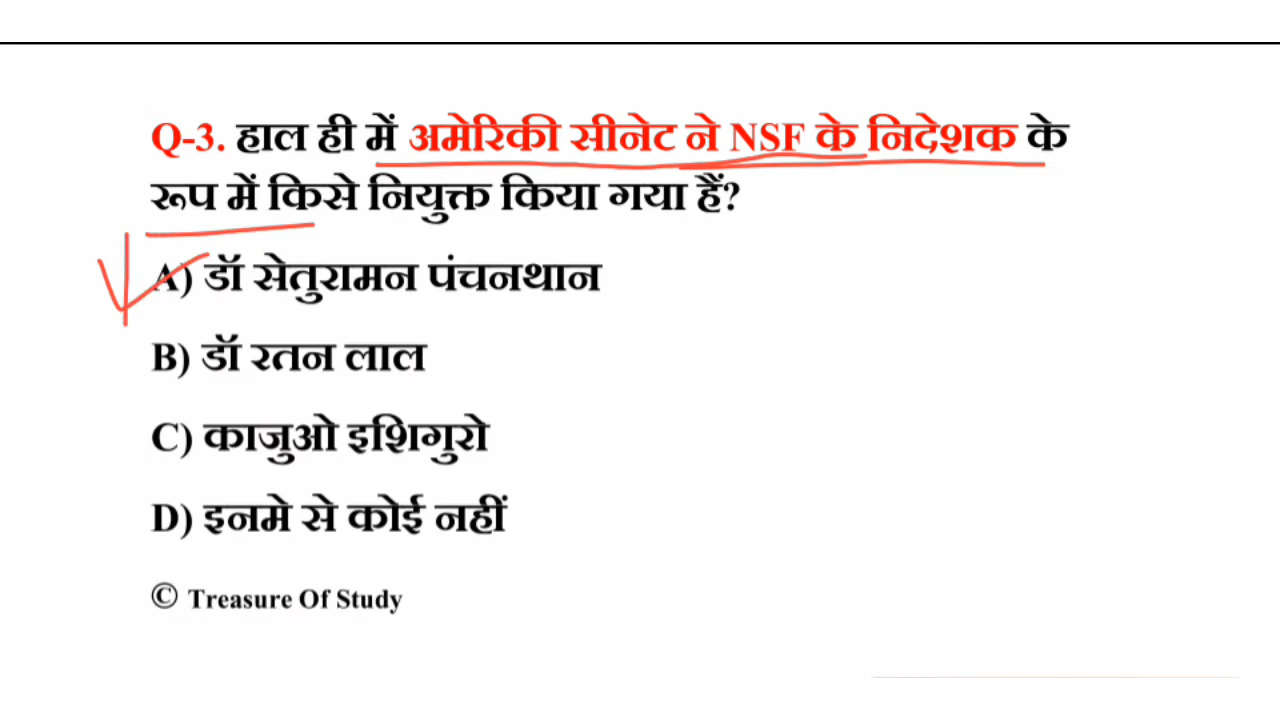 Q-3. हाल ही में अमेरिकी सीनेट ने NSF के निदेशक के
रूप में किसे नियुक्त किया गया हैं?
A) डॉ सेतुरामन पंचनथान
B) डॉ रतन लाल
C) काजुओ इशिगुरो
D) इनमे से कोई नहीं
© Treasure Of Study